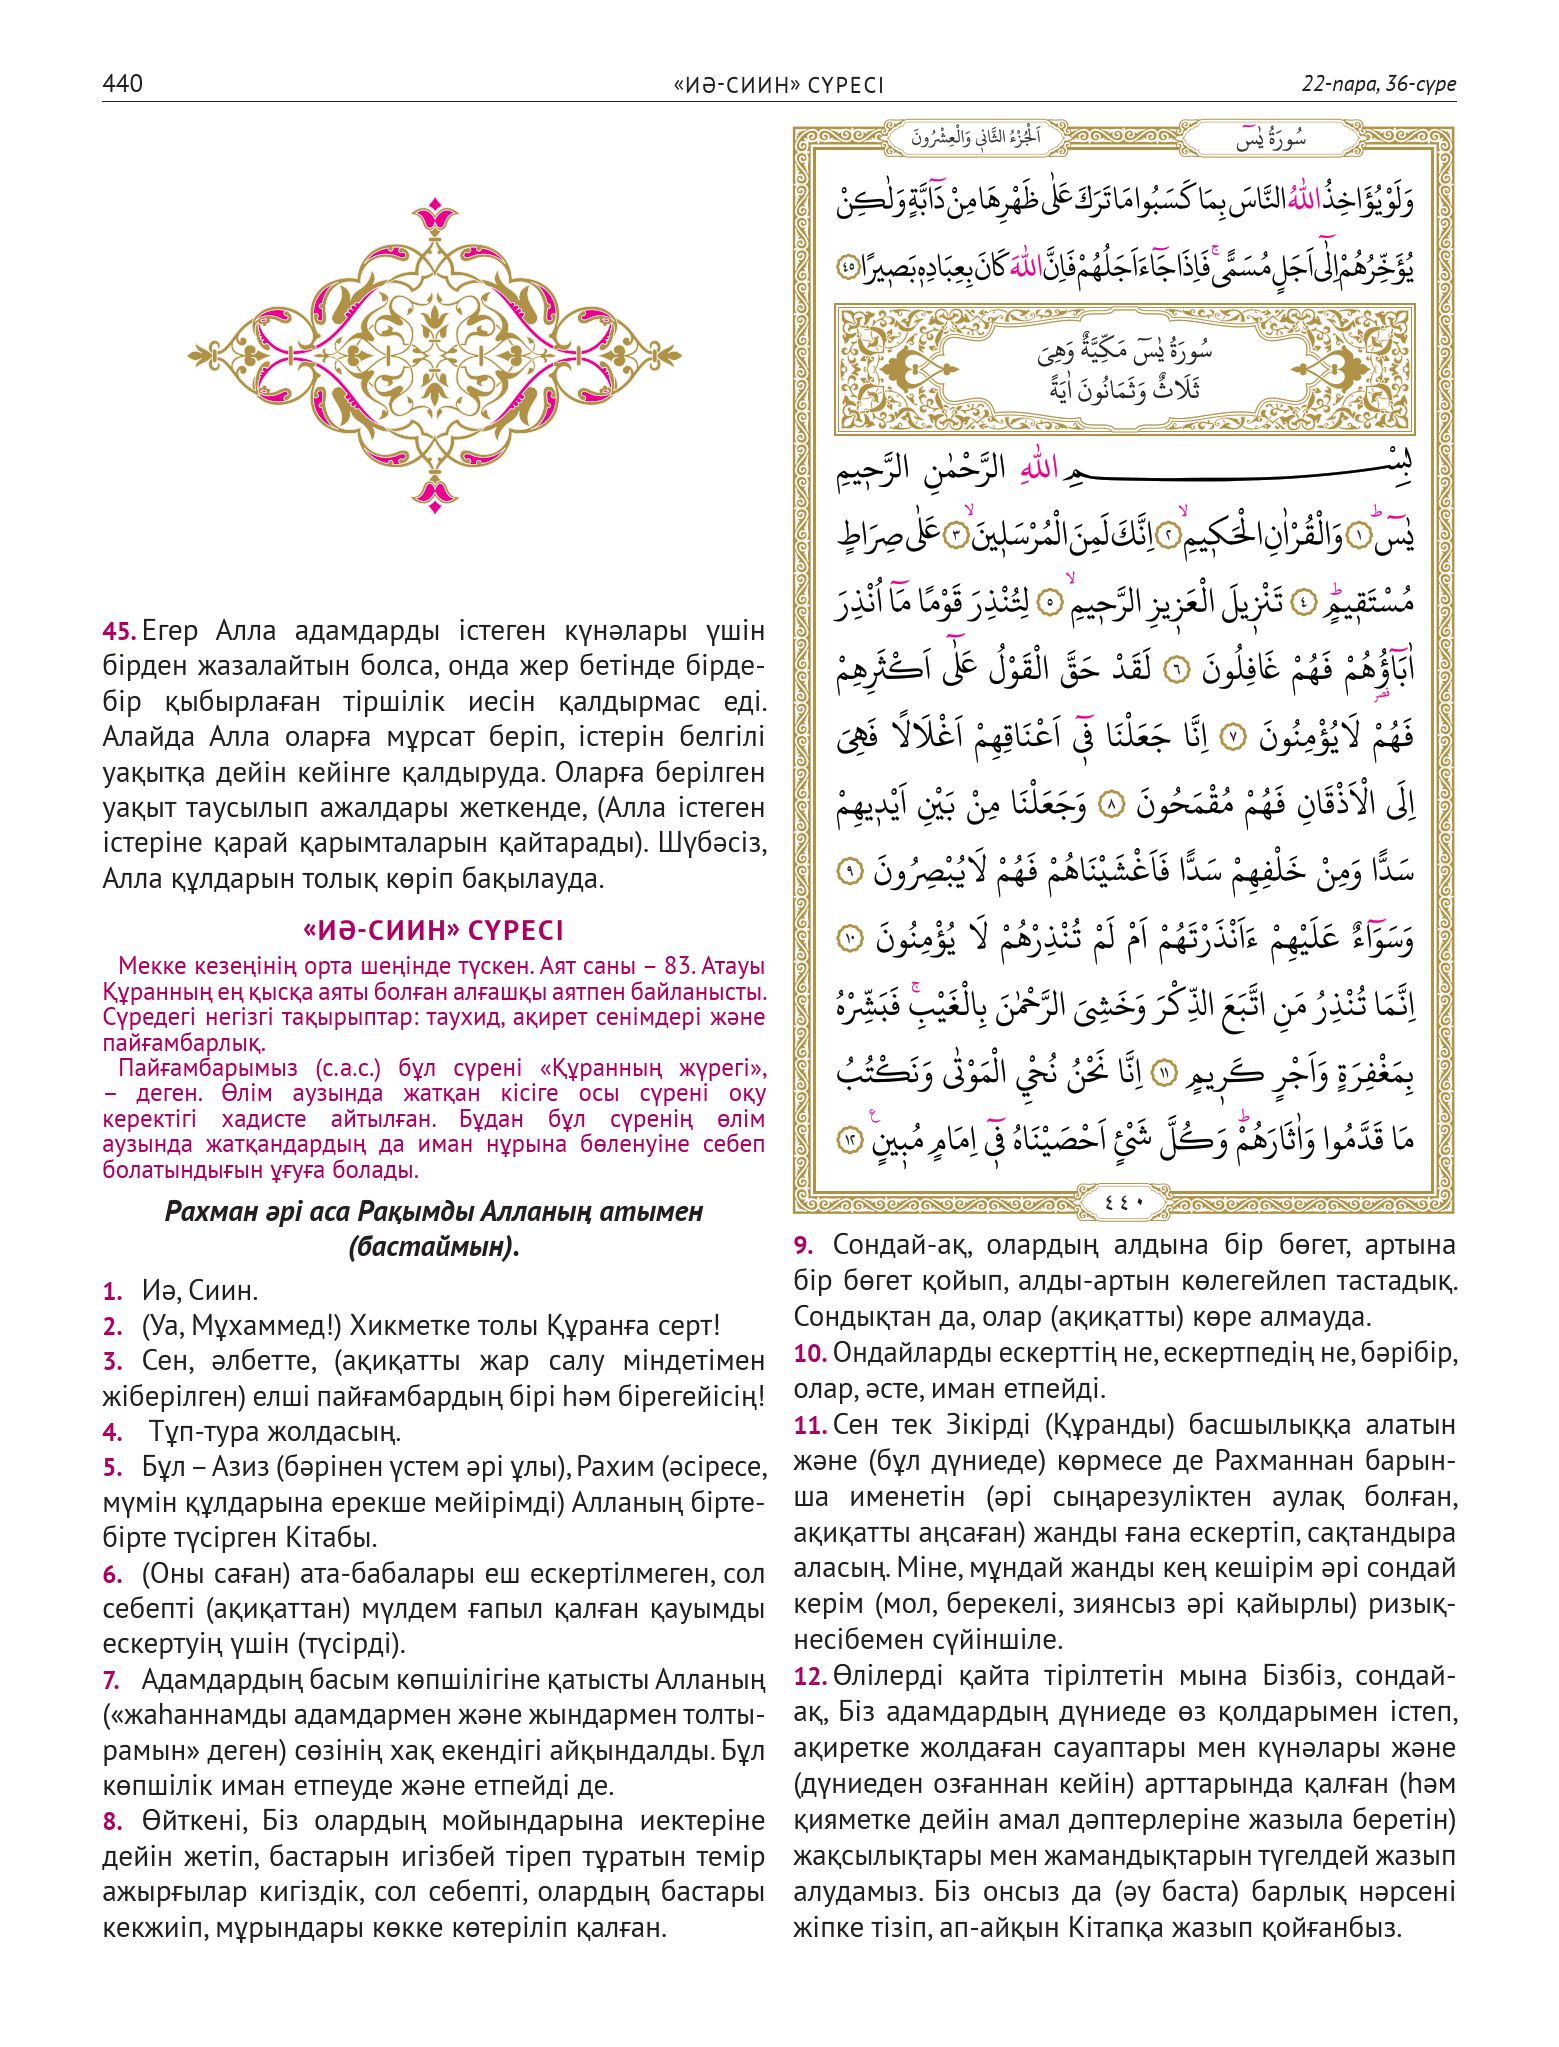 440
«ИӘ-СИИН» СҮРЕСІ
22-пара, 36-сүре
45. Егер Алла адамдарды істеген күнәлары үшін
бірден жазалайтын болса, онда жер бетінде бірде-
бір қыбырлаған тіршілік иесін қалдырмас еді.
Алайда Алла оларға мұрсат беріп, істерін белгілі
уақытқа дейін кейінге қалдыруда. Оларға берілген
уақыт таусылып ажалдары жеткенде, (Алла істеген
істеріне қарай қарымталарын қайтарады). Шүбәсіз,
Алла құлдарын толық көріп бақылауда.
«ИӘ-СИИН» СҮРЕСІ
Мекке кезеңінің орта шеңінде түскен. Аят саны – 83. Атауы
Құранның ең қысқа аяты болған алғашқы аятпен байланысты.
Сүредегі негізгі тақырыптар: таухид, ақирет сенімдері және
пайғамбарлық.
Пайғамбарымыз (с.а.с.) бұл сүрені «Құранның жүрегі»,
– деген. Өлім аузында жатқан кісіге осы сүрені оқу
керектігі хадисте айтылған. Бұдан бұл сүренің өлім
аузында жатқандардың да иман нұрына бөленуіне себеп
болатындығын ұғуға болады.
Рахман әрі аса Рақымды Алланың атымен
(бастаймын).
1. Иә, Сиин.
2. (Уа, Мұхаммед!) Хикметке толы Құранға серт!
3. Сен, әлбетте, (ақиқатты жар салу міндетімен
жіберілген) елші пайғамбардың бірі һәм бірегейісің!
4. Тұп-тура жолдасың.
5. Бұл – Азиз (бәрінен үстем әрі ұлы), Рахим (әсіресе,
мүмін құлдарына ерекше мейірімді) Алланың бірте-
бірте түсірген Кітабы.
6. (Оны саған) ата-бабалары еш ескертілмеген, сол
себепті (ақиқаттан) мүлдем ғапыл қалған қауымды
ескертуің үшін (түсірді).
7. Адамдардың басым көпшілігіне қатысты Алланың
(«жаһаннамды адамдармен және жындармен толты-
рамын» деген) сөзінің хақ екендігі айқындалды. Бұл
көпшілік иман етпеуде және етпейді де.
8. Өйткені, Біз олардың мойындарына иектеріне
дейін жетіп, бастарын игізбей тіреп тұратын темір
ажырғылар кигіздік, сол себепті, олардың бастары
кекжиіп, мұрындары көкке көтеріліп қалған.
سُورَةُ يٰسٓ
اَلْجُزْءُ الثَّانٖي وَالْعِشْرُونَ
وَلَوْ يُؤَاخِذُ اللّٰهُ النَّاسَ بِمَا كَسَبُوا مَا تَرَكَ عَلٰى ظَهْرِهَا مِنْ دَٓابَّةٍ وَلٰكِنْ
يُؤَخِّرُهُمْ اِلٰٓى اَجَلٍ مُسَمًّىۚ فَاِذَا جَٓاءَ اَجَلُهُمْ فَاِنَّ اللّٰهَ كَانَ بِعِبَادِهٖ بَصٖيرًا ٤٥
سُورَةُ يٰسٓ مَكِّيَّةٌ وَهِىَ
ثَلَاثٌ وَثَمَانُونَ اٰيَةً
بِسْمِ اللّٰهِ الرَّحْمٰنِ الرَّحٖيمِ
يٰسٓۜ ١ وَالْقُرْاٰنِ الْحَكٖيمِۙ ٢ اِنَّكَ لَمِنَ الْمُرْسَلٖينَۙ ٣ عَلٰى صِرَاطٍ
مُسْتَقٖيمٍۜ ٤ تَنْزٖيلَ الْعَزٖيزِ الرَّحٖيمِۙ ٥ لِتُنْذِرَ قَوْمًا مَٓا اُنْذِرَ
اٰبَٓاؤُهُمْ فَهُمْ غَافِلُونَ ٦ لَقَدْ حَقَّ الْقَوْلُ عَلٰٓى اَكْثَرِهِمْ
فَهُمْ لَا يُؤْمِنُونَ ٧ اِنَّا جَعَلْنَا فٖٓي اَعْنَاقِهِمْ اَغْلَالًا فَهِىَ
اِلَى الْاَذْقَانِ فَهُمْ مُقْمَحُونَ ٨ وَجَعَلْنَا مِنْ بَيْنِ اَيْدٖيهِمْ
سَدًّا وَمِنْ خَلْفِهِمْ سَدًّا فَاَغْشَيْنَاهُمْ فَهُمْ لَا يُبْصِرُونَ ٩
وَسَوَٓاءٌ عَلَيْهِمْ ءَاَنْذَرْتَهُمْ اَمْ لَمْ تُنْذِرْهُمْ لَا يُؤْمِنُونَ ١٠
اِنَّمَا تُنْذِرُ مَنِ اتَّبَعَ الذِّكْرَ وَخَشِىَ الرَّحْمٰنَ بِالْغَيْبِۚ فَبَشِّرْهُ
بِمَغْفِرَةٍ وَاَجْرٍ كَرٖيمٍ ١١ اِنَّا نَحْنُ نُحْيِ الْمَوْتٰى وَنَكْتُبُ
مَا قَدَّمُوا وَاٰثَارَهُمْۜ وَكُلَّ شَيْءٍ اَحْصَيْنَاهُ فٖٓي اِمَامٍ مُبٖينٍ ١٢
٤٤٠
9. Сондай-ақ, олардың алдына бір бөгет, артына
бір бөгет қойып, алды-артын көлегейлеп тастадық.
Сондықтан да, олар (ақиқатты) көре алмауда.
10. Ондайларды ескерттің не, ескертпедің не, бәрібір,
олар, әсте, иман етпейді.
11. Сен тек Зікірді (Құранды) басшылыққа алатын
және (бұл дүниеде) көрмесе де Рахманнан барын-
ша именетін (әрі сыңарезуліктен аулақ болған,
ақиқатты аңсаған) жанды ғана ескертіп, сақтандыра
аласың. Міне, мұндай жанды кең кешірім әрі сондай
керім (мол, берекелі, зиянсыз әрі қайырлы) ризық-
несібемен сүйіншіле.
12. Өлілерді қайта тірілтетін мына Бізбіз, сондай-
ақ, Біз адамдардың дүниеде өз қолдарымен істеп,
ақиретке жолдаған сауаптары мен күнәлары және
(дүниеден озғаннан кейін) арттарында қалған (һәм
қияметке дейін амал дәптерлеріне жазыла беретін)
жақсылықтары мен жамандықтарын түгелдей жазып
алудамыз. Біз онсыз да (әу баста) барлық нәрсені
жіпке тізіп, ап-айқын Кітапқа жазып қойғанбыз.